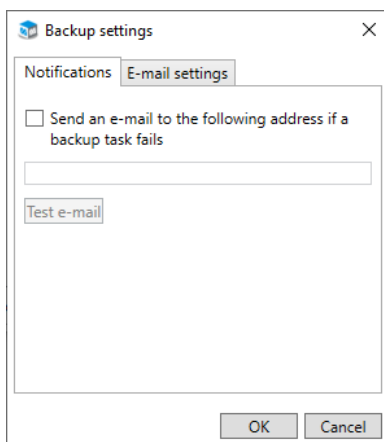 Backup settings
Notifications
E-mail settings
Send an e-mail to the following address if a
backup task fails
Test e-mail
OK
Cancel